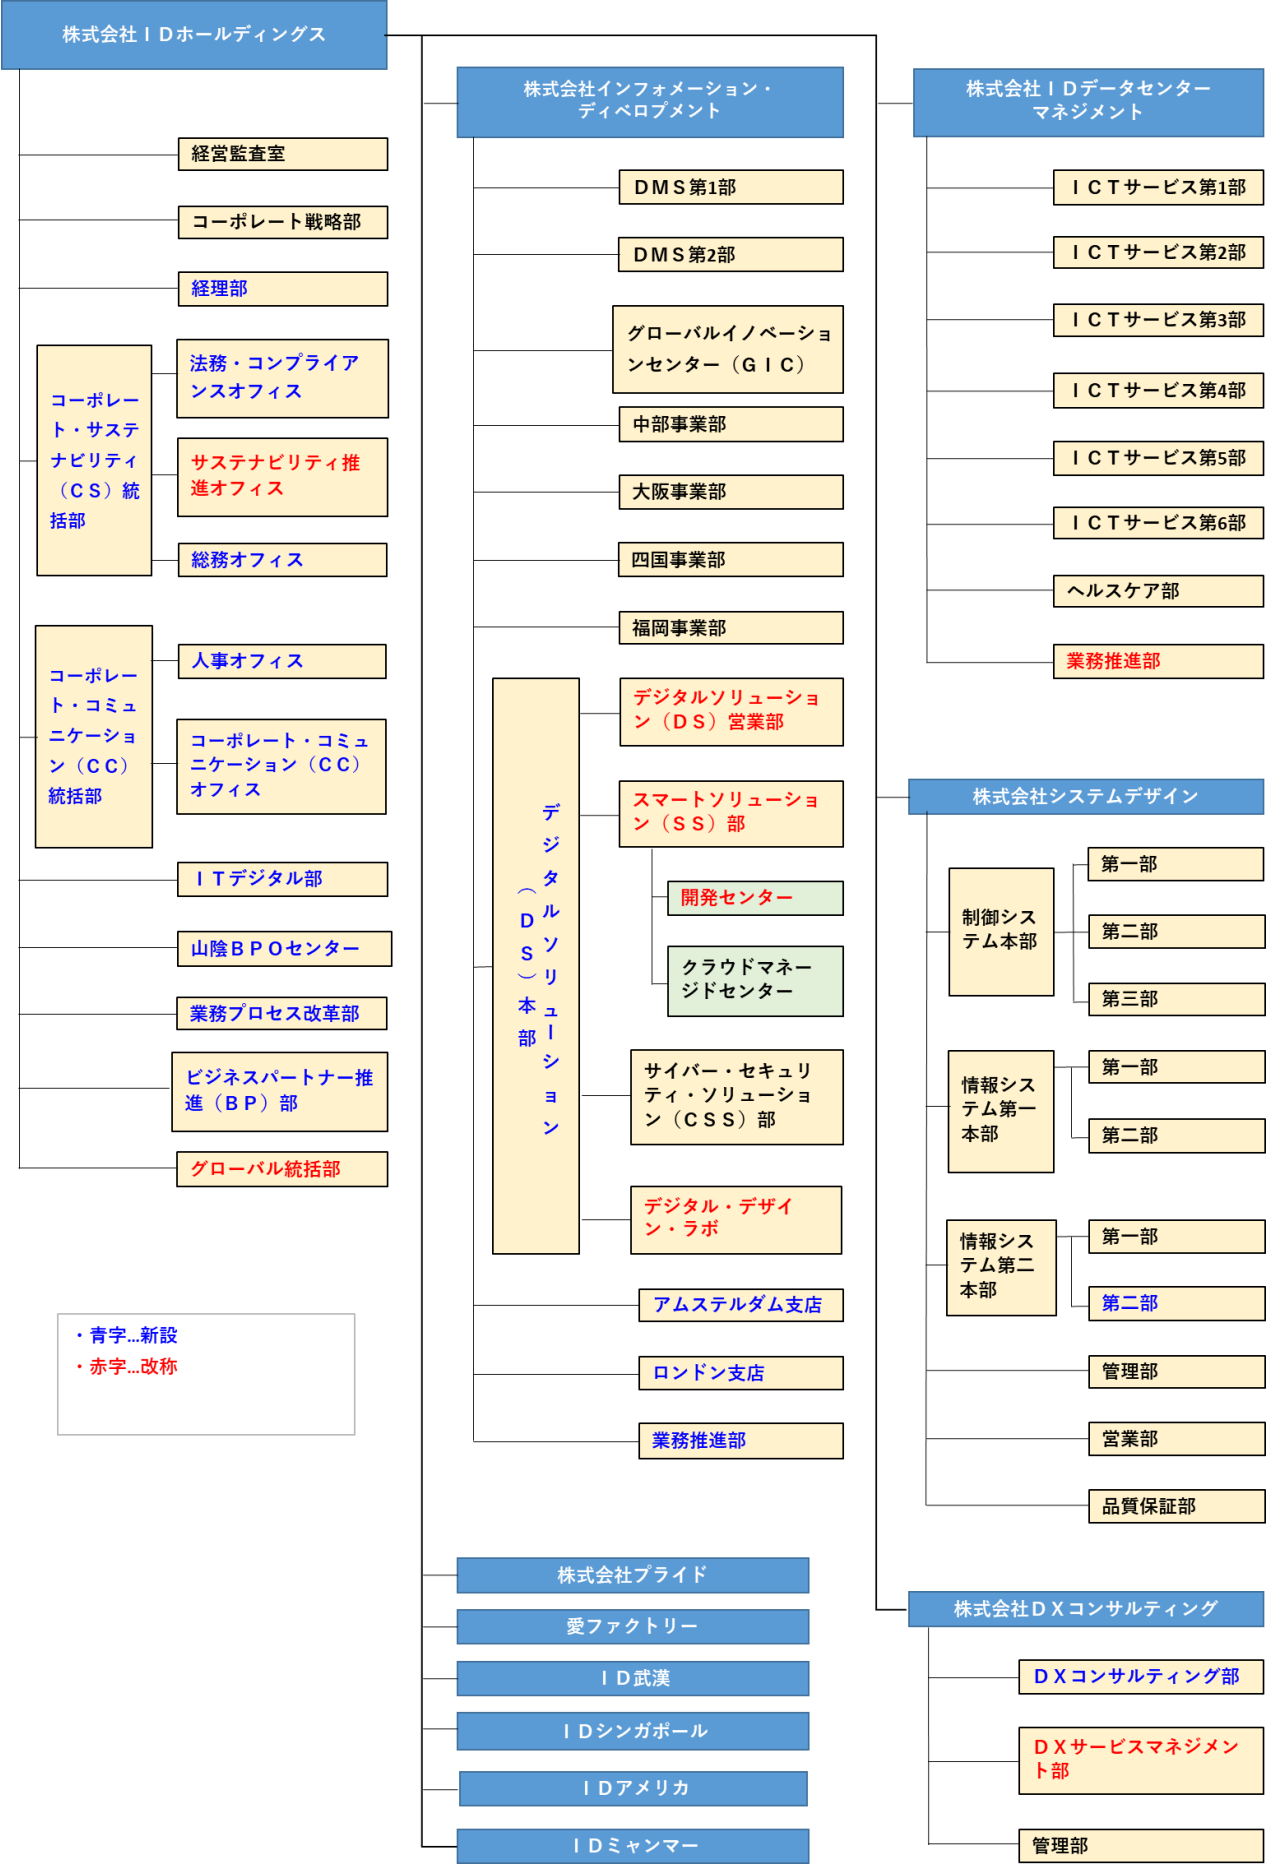 株式会社ＩＤホールディングス
経営監査室
コーポレート戦略部
経理部
コーポレー
ト・サステ
ナビリティ
（ＣＳ）統
括部
法務・コンプライア
ンスオフィス
サステナビリティ推
進オフィス
総務オフィス
コーポレー
ト・コミュ
ニケーショ
ン（ＣＣ）
統括部
人事オフィス
コーポレート・コミュ
ニケーション（ＣＣ）
オフィス
ＩＴデジタル部
山陰ＢＰＯセンター
業務プロセス改革部
ビジネスパートナー推
進（ＢＰ）部
グローバル統括部
・青字...新設
・赤字...改称
株式会社インフォメーション・
ディベロプメント
ＤＭＳ第1部
ＤＭＳ第2部
グローバルイノベーショ
ンセンター（ＧＩＣ）
中部事業部
大阪事業部
四国事業部
福岡事業部
デジタルソリューション
（ＤＳ）本部
デジタルソリューショ
ン（ＤＳ）営業部
スマートソリューショ
ン（ＳＳ）部
開発センター
クラウドマネー
ジドセンター
サイバー・セキュリ
ティ・ソリューショ
ン（ＣＳＳ）部
デジタル・デザイ
ン・ラボ
アムステルダム支店
ロンドン支店
業務推進部
株式会社プライド
愛ファクトリー
ＩＤ武漢
ＩＤシンガポール
ＩＤアメリカ
ＩＤミャンマー
株式会社ＩＤデータセンター
マネジメント
ＩＣＴサービス第1部
ＩＣＴサービス第2部
ＩＣＴサービス第3部
ＩＣＴサービス第4部
ＩＣＴサービス第5部
ＩＣＴサービス第6部
ヘルスケア部
業務推進部
株式会社システムデザイン
制御シス
テム本部
第一部
第二部
第三部
情報シス
テム第一
本部
第一部
第二部
情報シス
テム第二
本部
第一部
第二部
管理部
営業部
品質保証部
株式会社ＤＸコンサルティング
ＤＸコンサルティング部
ＤＸサービスマネジメン
ト部
管理部